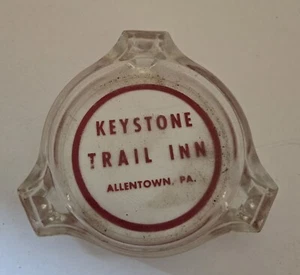 KEYSTONE
TRAIL INN
ALLENTOWN, PA.